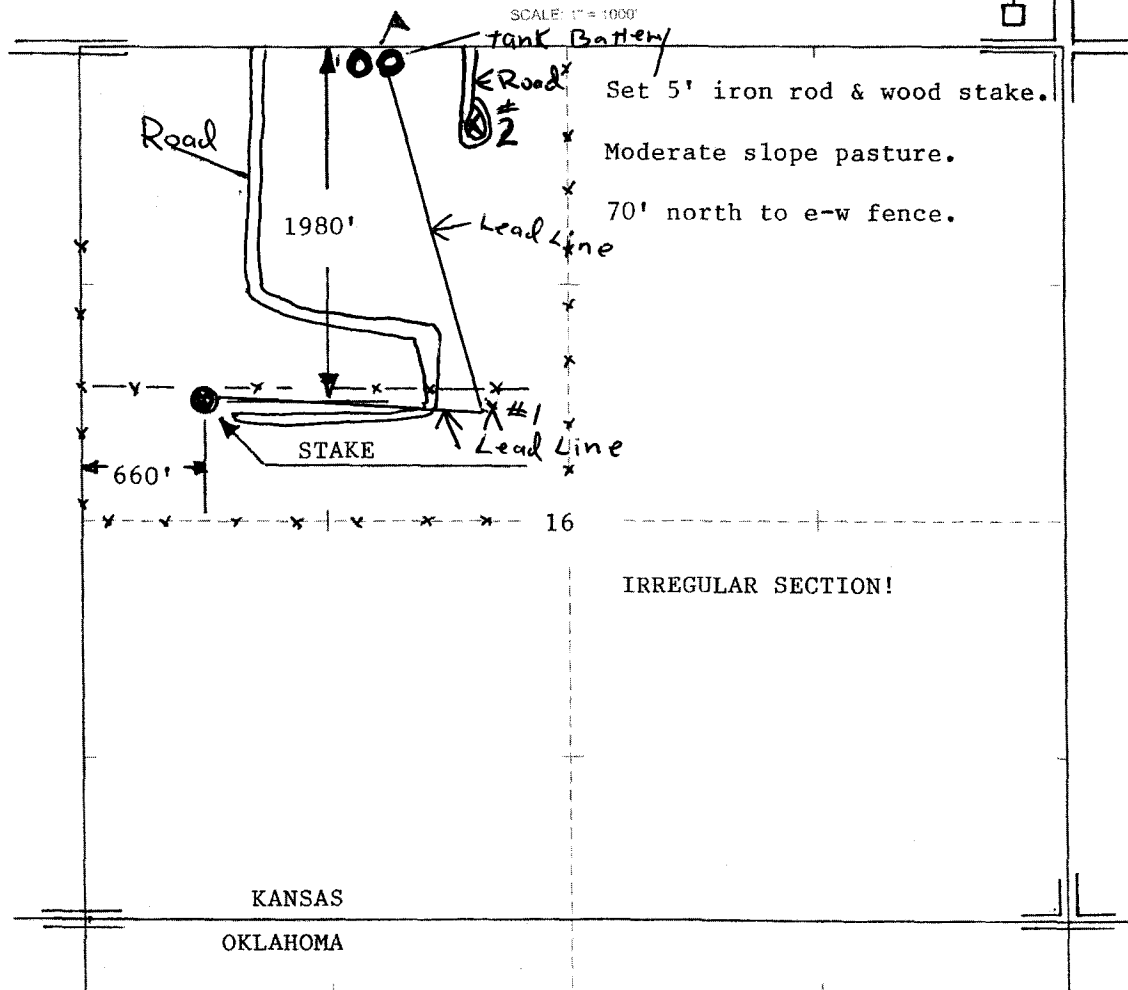 SCALE: 1" = 1000'
tank Battery
Road
#2
Set 5' iron rod & wood stake.
Road
Moderate slope pasture.
1980'
Lead Line
70' north to e-w fence.
#1
STAKE
Lead Line
660'
16
IRREGULAR SECTION!
KANSAS
OKLAHOMA